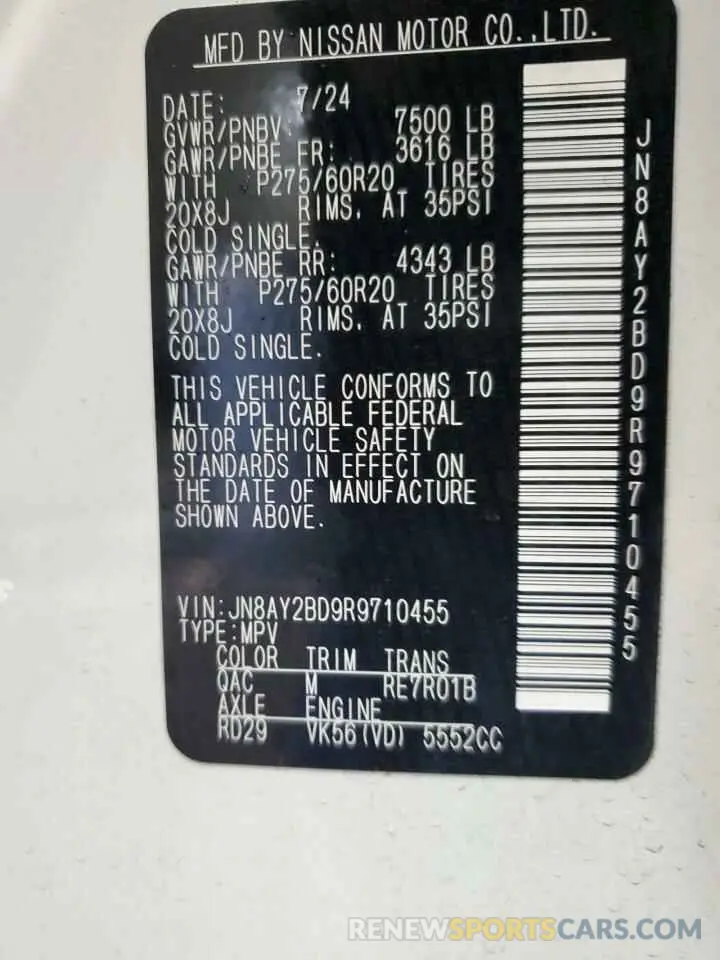 MFD BY NISSAN MOTOR CO.,LTD.
DATE: 7/24
GVWR/PNBV: 7500 LB
GAWR/PNBE FR: 3616 LB
WITH P275/60R20 TIRES
20X8J RIMS, AT 35PSI
COLD SINGLE.
GAWR/PNBE RR: 4343 LB
WITH P275/60R20 TIRES
20X8J RIMS, AT 35PSI
COLD SINGLE.
THIS VEHICLE CONFORMS TO
ALL APPLICABLE FEDERAL
MOTOR VEHICLE SAFETY
STANDARDS IN EFFECT ON
THE DATE OF MANUFACTURE
SHOWN ABOVE.
VIN:JN8AY2BD9R9710455
TYPE:MPV
COLOR TRIM TRANS
QAC M RE7R01B
AXLE ENGINE
RD29 VK56(VD) 5552CC
JN8AY2BD9R9710455
RENEWSPORTSCARS.COM